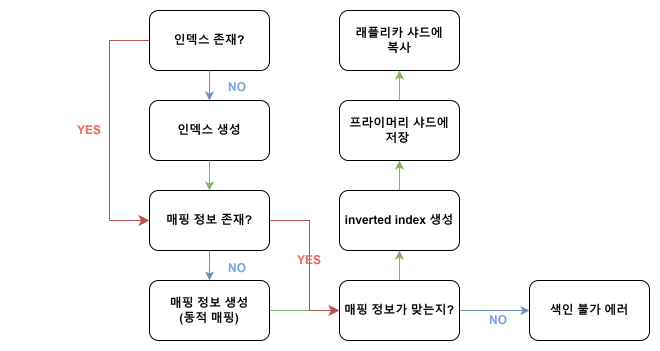 인덱스 존재?
NO
YES
인덱스 생성
매핑 정보 존재?
NO
YES
매핑 정보 생성
(동적 매핑)
매핑 정보가 맞는지?
NO
색인 불가 에러
inverted index 생성
프라이머리 샤드에
저장
래플리카 샤드에
복사